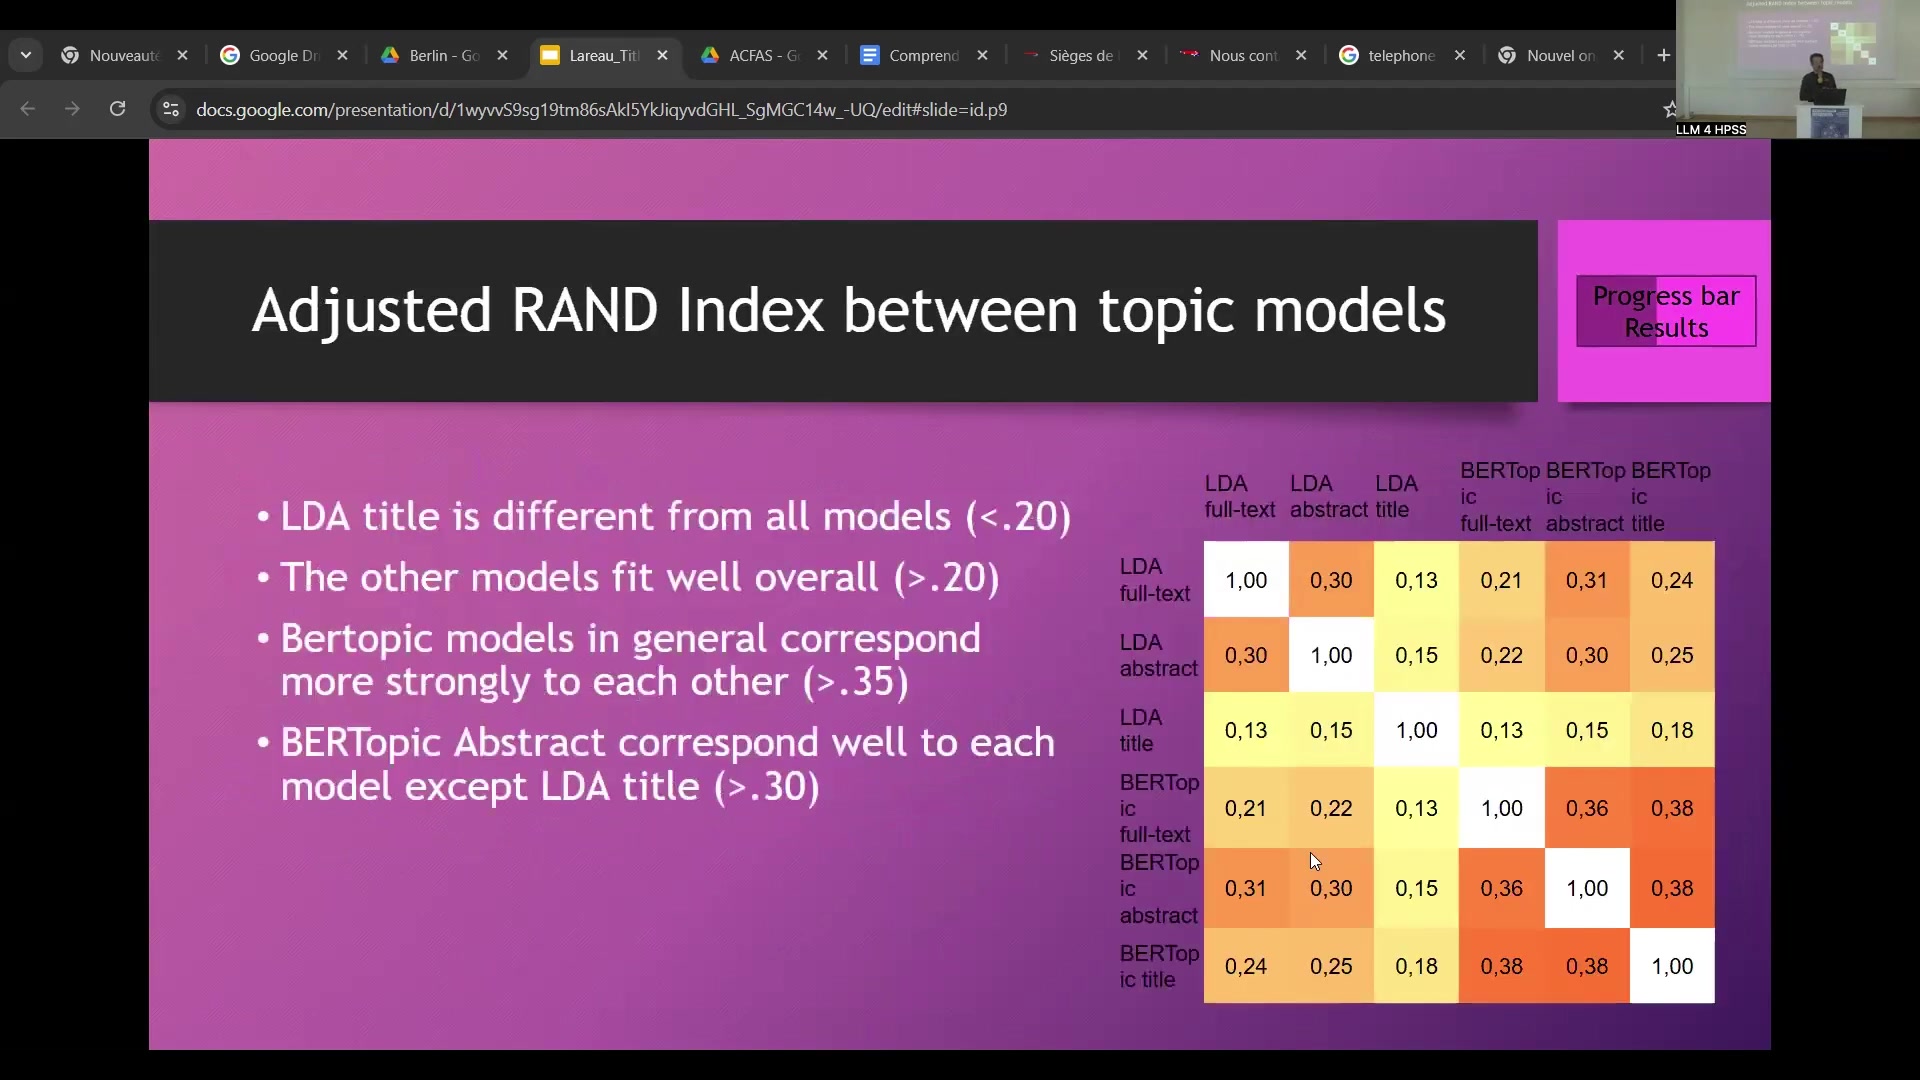 Nouveauté
Google Dri
Berlin - Go
Lareau_Titl
ACFAS - Go
Comprend
Sièges de l
Nous cont
telephone
Nouvel on
docs.google.com/presentation/d/1wyvvS9sg19tm86sAkI5YkJiqyvdGHL_SgMGC14w_-UQ/edit#slide=id.p9
LLM 4 HPSS
Adjusted RAND Index between topic models
Progress bar
Results
• LDA title is different from all models (<.20)
• The other models fit well overall (>.20)
• Bertopic models in general correspond
more strongly to each other (>.35)
• BERTopic Abstract correspond well to each
model except LDA title (>.30)
LDA full-text LDA abstract LDA title BERTopic full-text BERTopic abstract BERTopic title
LDA full-text 1,00 0,30 0,13 0,21 0,31 0,24
LDA abstract 0,30 1,00 0,15 0,22 0,30 0,25
LDA title 0,13 0,15 1,00 0,13 0,15 0,18
BERTopic full-text 0,21 0,22 0,13 1,00 0,36 0,38
BERTopic abstract 0,31 0,30 0,15 0,36 1,00 0,38
BERTopic title 0,24 0,25 0,18 0,38 0,38 1,00